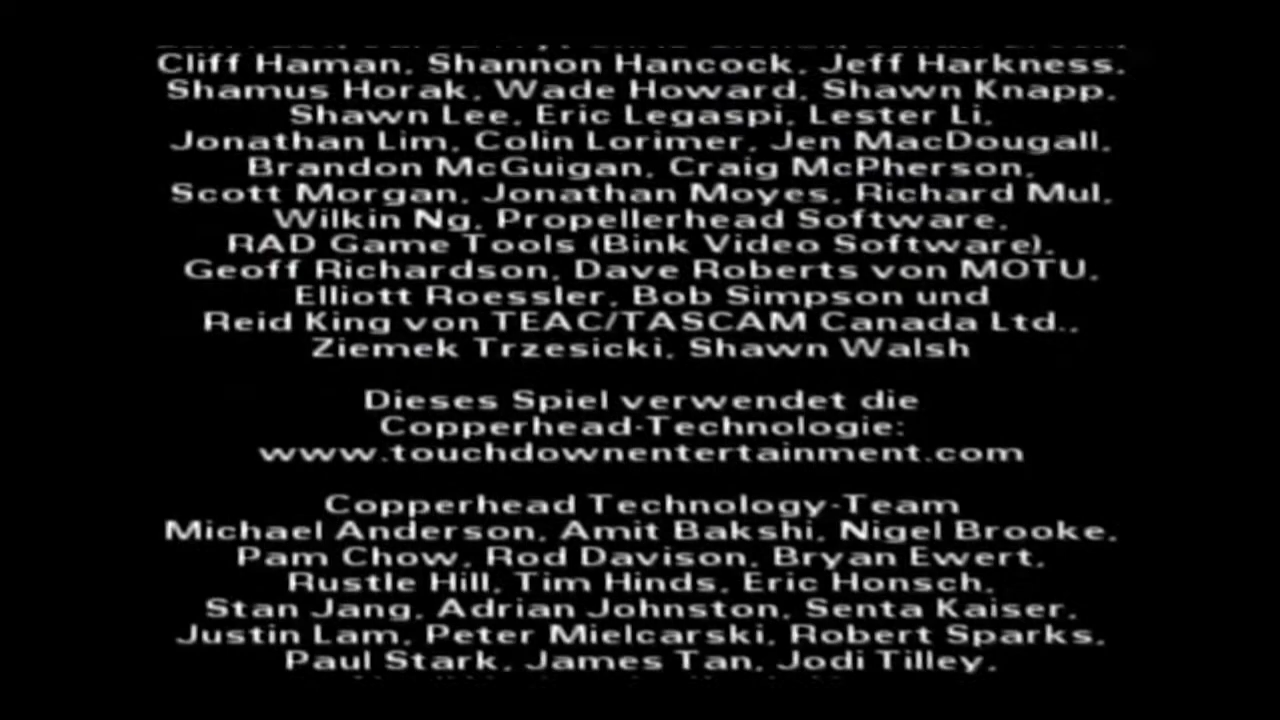 Cliff Haman, Shannon Hancock, Jeff Harkness,
Shamus Horak, Wade Howard, Shawn Knapp,
Shawn Lee, Eric Legaspi, Lester Li,
Jonathan Lim, Colin Lorimer, Jen MacDougall,
Brandon McGuigan, Craig McPherson,
Scott Morgan, Jonathan Moyes, Richard Mul,
Wilkin Ng, Propellerhead Software,
RAD Game Tools (Bink Video Software),
Geoff Richardson, Dave Roberts von MOTU,
Elliott Roessler, Bob Simpson und
Reid King von TEAC/TASCAM Canada Ltd.,
Ziemek Trzesicki, Shawn Walsh
Dieses Spiel verwendet die
Copperhead-Technologie:
www.touchdownentertainment.com
Copperhead Technology-Team
Michael Anderson, Amit Bakshi, Nigel Brooke,
Pam Chow, Rod Davison, Bryan Ewert,
Rustle Hill, Tim Hinds, Eric Honsch,
Stan Jang, Adrian Johnston, Senta Kaiser,
Justin Lam, Peter Mielcarski, Robert Sparks,
Paul Stark, James Tan, Jodi Tilley,